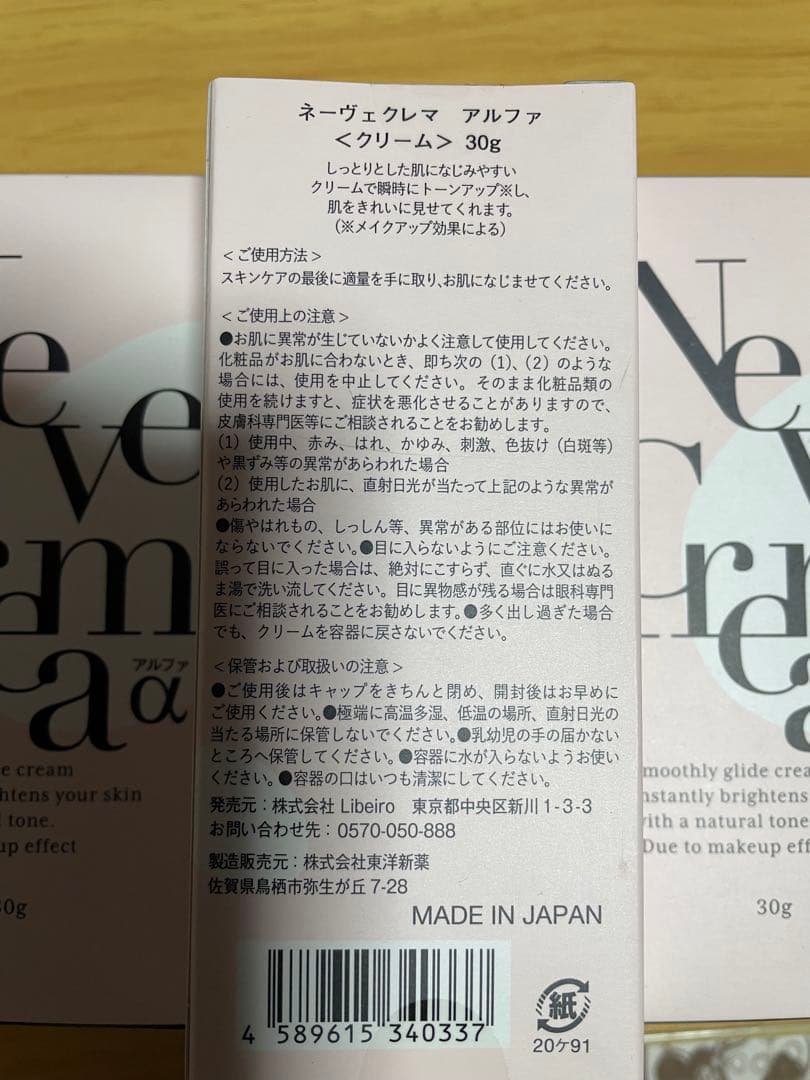 ネーヴェクレマ アルファ
＜クリーム＞ 30g
しっとりとした肌になじみやすい
クリームで瞬時にトーンアップ※し、
肌をきれいに見せてくれます。
（※メイクアップ効果による）
＜ご使用方法＞
スキンケアの最後に適量を手に取り、お肌になじませてください。
＜ご使用上の注意＞
●お肌に異常が生じていないかよく注意して使用してください。
化粧品がお肌に合わないとき、即ち次の（1）、（2）のような
場合には、使用を中止してください。そのまま化粧品類の
使用を続けますと、症状を悪化させることがありますので、
皮膚科専門医等にご相談されることをお勧めします。
（1）使用中、赤み、はれ、かゆみ、刺激、色抜け（白斑等）
や黒ずみ等の異常があらわれた場合
（2）使用したお肌に、直射日光が当たって上記のような異常が
あらわれた場合
●傷やはれもの、しっしん等、異常がある部位にはお使いに
ならないでください。●目に入らないようにご注意ください。
誤って目に入った場合は、絶対にこすらず、直ぐに水又はぬる
ま湯で洗い流してください。目に異物感が残る場合は眼科専門
医にご相談されることをお勧めします。●多く出し過ぎた場合
でも、クリームを容器に戻さないでください。
＜保管および取扱いの注意＞
●ご使用後はキャップをきちんと閉め、開封後はお早めに
ご使用ください。●極端に高温多湿、低温の場所、直射日光の
当たる場所に保管しないでください。●乳幼児の手の届かない
ところへ保管してください。●容器に水が入らないようお使い
ください。●容器の口はいつも清潔にしてください。
発売元：株式会社 Libeiro 東京都中央区新川1-3-3
お問い合わせ先：0570-050-888
製造販売元：株式会社東洋新薬
佐賀県鳥栖市弥生が丘7-28
MADE IN JAPAN
4 589615 340337
紙
20ケ91
e
ve
rm
a
アルファ
α
e cream
htens your skin
l tone.
up effect
30g
Ne
C
rm
ea
moothly glide crea
nstantly brightens
with a natural tone
Due to makeup eff
30g